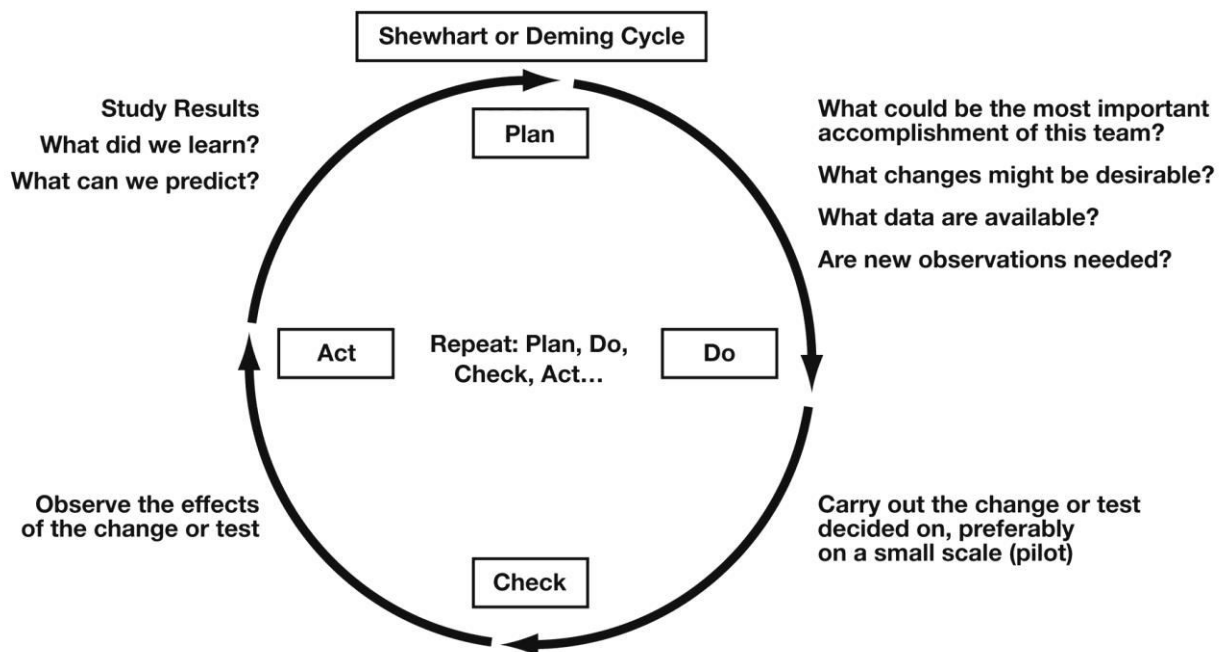 Shewhart or Deming Cycle
Study Results
What did we learn?
What can we predict?
Plan
What could be the most important
accomplishment of this team?
What changes might be desirable?
What data are available?
Are new observations needed?
Act
Repeat: Plan, Do,
Check, Act...
Do
Observe the effects
of the change or test
Carry out the change or test
decided on, preferably
on a small scale (pilot)
Check